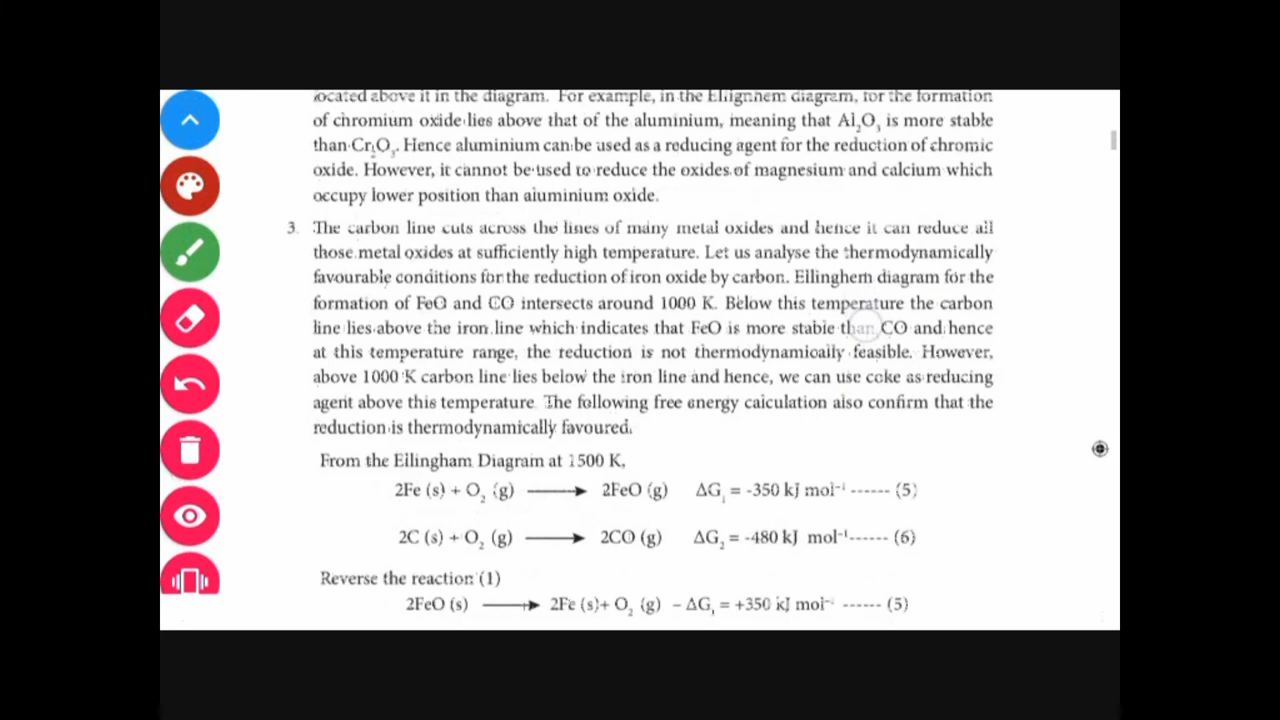 located above it in the diagram. For example, in the Ellignhem diagram, for the formation
of chromium oxide lies above that of the aluminium, meaning that Al₂O₃ is more stable
than Cr₂O₃. Hence aluminium can be used as a reducing agent for the reduction of chromic
oxide. However, it cannot be used to reduce the oxides of magnesium and calcium which
occupy lower position than aluminium oxide.
3. The carbon line cuts across the lines of many metal oxides and hence it can reduce all
those metal oxides at sufficiently high temperature. Let us analyse the thermodynamically
favourable conditions for the reduction of iron oxide by carbon. Ellinghem diagram for the
formation of FeO and CO intersects around 1000 K. Below this temperature the carbon
line lies above the iron line which indicates that FeO is more stable than CO and hence
at this temperature range, the reduction is not thermodynamically feasible. However,
above 1000 K carbon line lies below the iron line and hence, we can use coke as reducing
agent above this temperature. The following free energy calculation also confirm that the
reduction is thermodynamically favoured.
From the Ellingham Diagram at 1500 K,
2Fe (s) + O₂ (g) ⟶ 2FeO (g) ΔG₁ = -350 kJ mol⁻¹ ------ (5)
2C (s) + O₂ (g) ⟶ 2CO (g) ΔG₂ = -480 kJ mol⁻¹------ (6)
Reverse the reaction (1)
2FeO (s) ⟶ 2Fe (s)+ O₂ (g) – ΔG₁ = +350 kJ mol⁻¹ ------ (5)